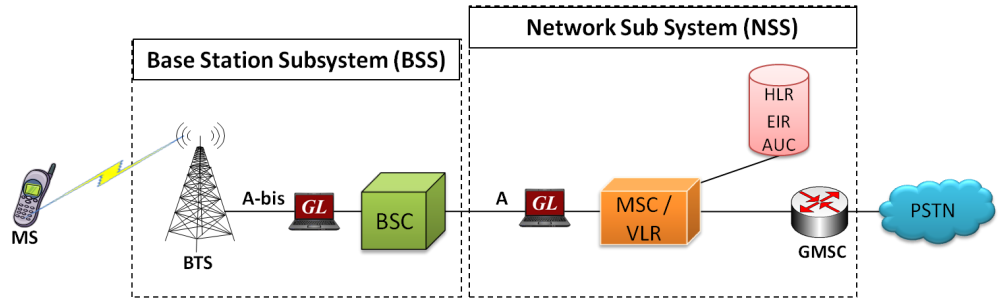 Network Sub System (NSS)
Base Station Subsystem (BSS)
HLR
EIR
AUC
A-bis
GL
BSC
A
GL
MSC /
VLR
PSTN
MS
BTS
GMSC